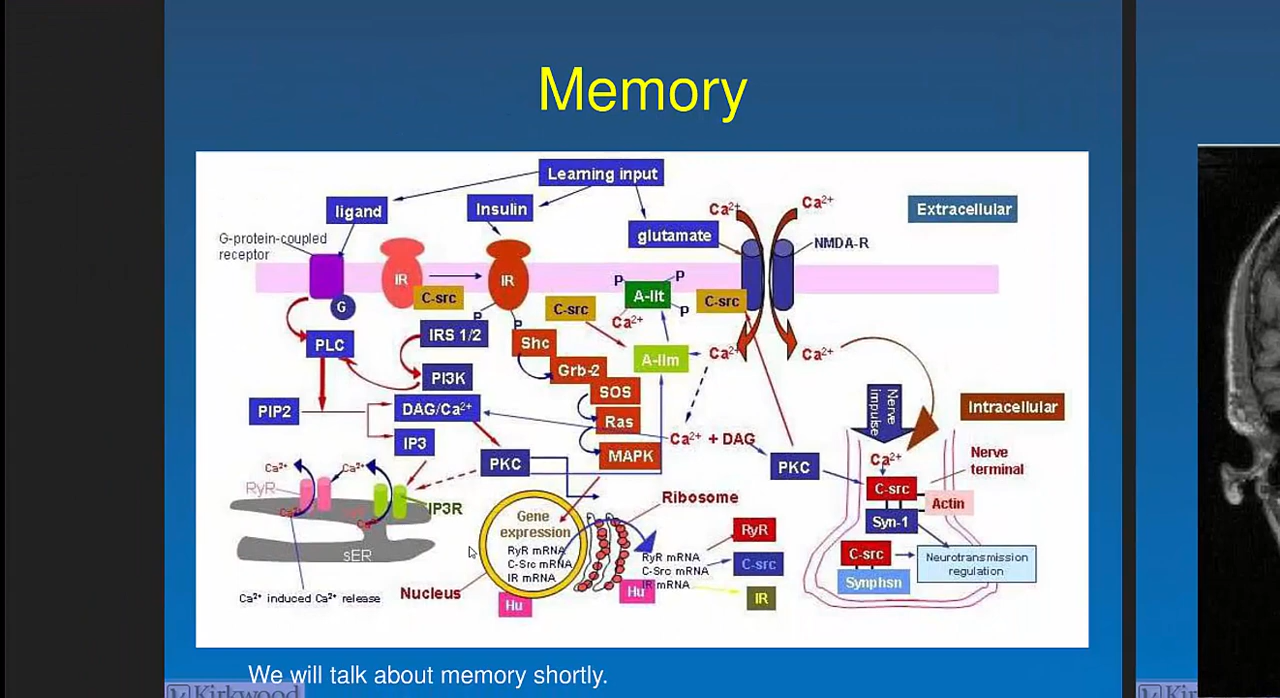 Memory
Learning input
ligand
Insulin
glutamate
Ca²⁺
Ca²⁺
Extracellular
G-protein-coupled
receptor
NMDA-R
IR
C-src
IR
P
P
A-IIt
P
C-src
G
P
P
C-src
Ca²⁺
PLC
IRS 1/2
Shc
A-IIm
Ca²⁺
Ca²⁺
Grb-2
PI3K
SOS
PIP2
DAG/Ca²⁺
Ras
Intracellular
Nerve
impulse
IP3
MAPK
Ca²⁺ + DAG
PKC
PKC
Ca²⁺
Nerve
terminal
Ca²⁺
Ca²⁺
RyR
Ca²⁺
Ca²⁺
IP3R
sER
C-src
Actin
Syn-1
C-src
Synphsn
Neurotransmission
regulation
Ribosome
Gene
expression
RyR mRNA
C-Src mRNA
IR mRNA
RyR mRNA
C-Src mRNA
IR mRNA
RyR
C-src
IR
Hu
Hu
Nucleus
Ca²⁺ induced Ca²⁺ release
We will talk about memory shortly.
Kirkwood
Kir